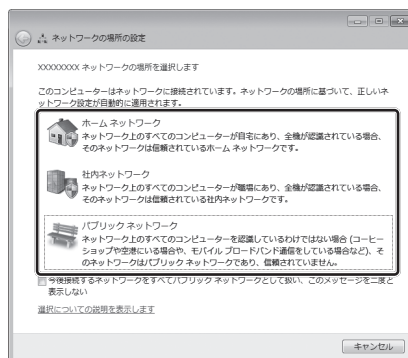 ネットワークの場所の設定
XXXXXXXX ネットワークの場所を選択します
このコンピューターはネットワークに接続されています。ネットワークの場所に基づいて、正しいネ
ットワーク設定が自動的に適用されます。
ホーム ネットワーク
ネットワーク上のすべてのコンピューターが自宅にあり、全機が認識されている場合、
そのネットワークは信頼されているホーム ネットワークです。
社内ネットワーク
ネットワーク上のすべてのコンピューターが職場にあり、全機が認識されている場合、
そのネットワークは信頼されている社内ネットワークです。
パブリック ネットワーク
ネットワーク上のすべてのコンピューターを認識しているわけではない場合 (コーヒー
ショップや空港にいる場合や、モバイル ブロードバンド通信をしている場合など)、そ
のネットワークはパブリック ネットワークであり、信頼されていません。
今後接続するネットワークをすべてパブリック ネットワークとして扱い、このメッセージを二度と
表示しない
選択についての説明を表示します
キャンセル